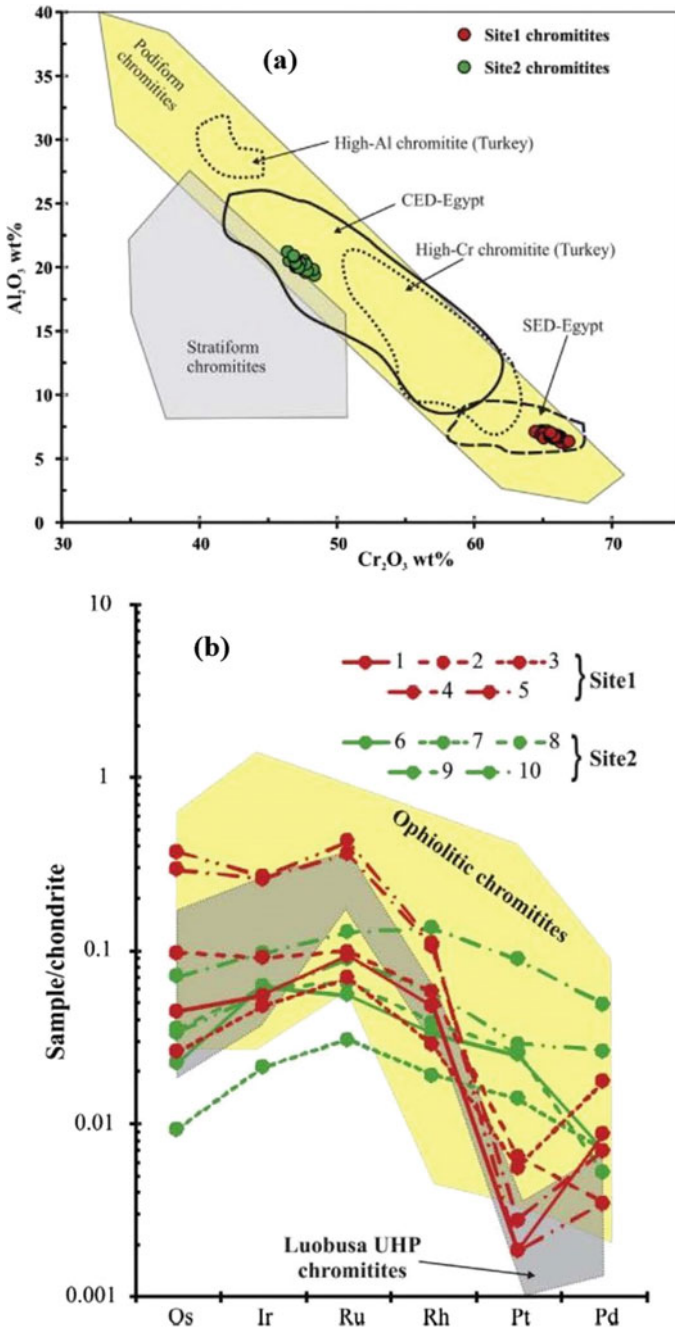 (a)
Site1 chromitites
Site2 chromitites
Podiform
chromitites
High-Al chromitite (Turkey)
CED-Egypt
High-Cr chromitite (Turkey)
SED-Egypt
Stratiform
chromitites
Al₂O₃ wt%
40
35
30
25
20
15
10
5
0
30 40 50 60 70
Cr₂O₃ wt%
(b)
1 2 3
4 5
} Site1
6 7 8
9 10
} Site2
Ophiolitic chromitites
Luobusa UHP
chromitites
Sample/chondrite
10
1
0.1
0.01
0.001
Os Ir Ru Rh Pt Pd